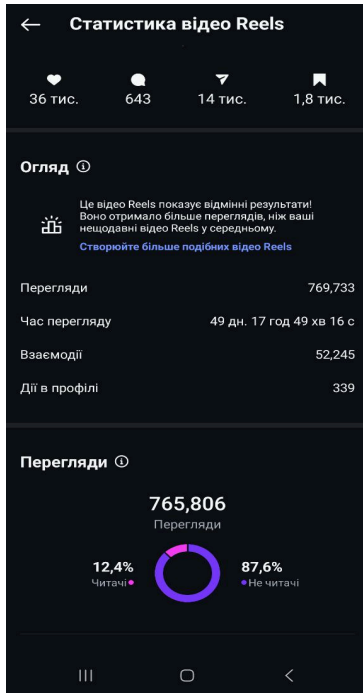 Статистика відео Reels
36 тис. 643 14 тис. 1,8 тис.
Огляд
Це відео Reels показує відмінні результати!
Воно отримало більше переглядів, ніж ваші
нещодавні відео Reels у середньому.
Створюйте більше подібних відео Reels
Перегляди 769,733
Час перегляду 49 дн. 17 год 49 хв 16 с
Взаємодії 52,245
Дії в профілі 339
Перегляди
765,806
Перегляди
12,4% 87,6%
Читачі Не читачі